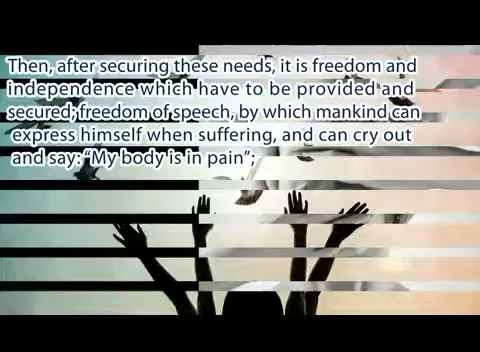 Then, after securing these needs, it is freedom and
independence which have to be provided and
secured; freedom of speech, by which mankind can
express himself when suffering, and can cry out
and say: "My body is in pain";